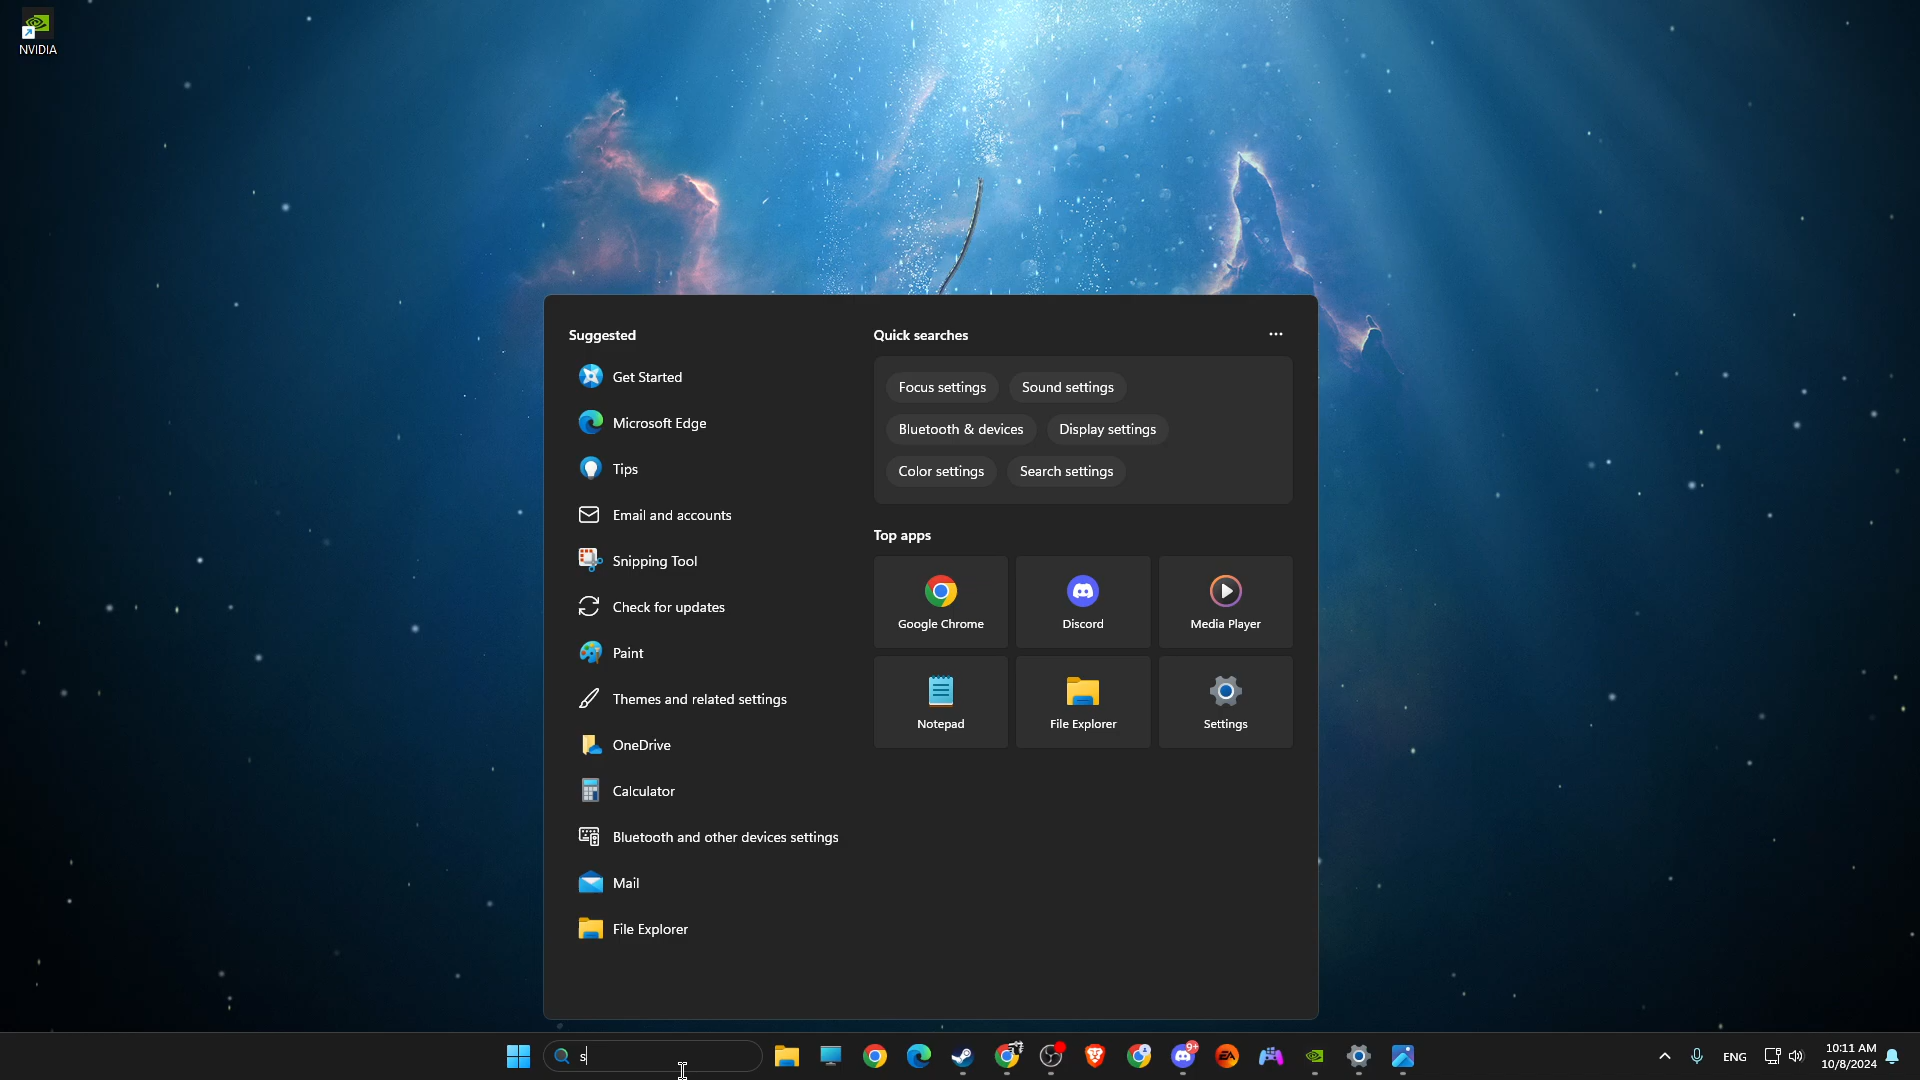 NVIDIA
Suggested
Get Started
Microsoft Edge
Tips
Email and accounts
Snipping Tool
Check for updates
Paint
Themes and related settings
OneDrive
Calculator
Bluetooth and other devices settings
Mail
File Explorer
Quick searches
Focus settings
Sound settings
Bluetooth & devices
Display settings
Color settings
Search settings
Top apps
Google Chrome
Discord
Media Player
Notepad
File Explorer
Settings
s
9+
EA
ENG
10:11 AM
10/8/2024